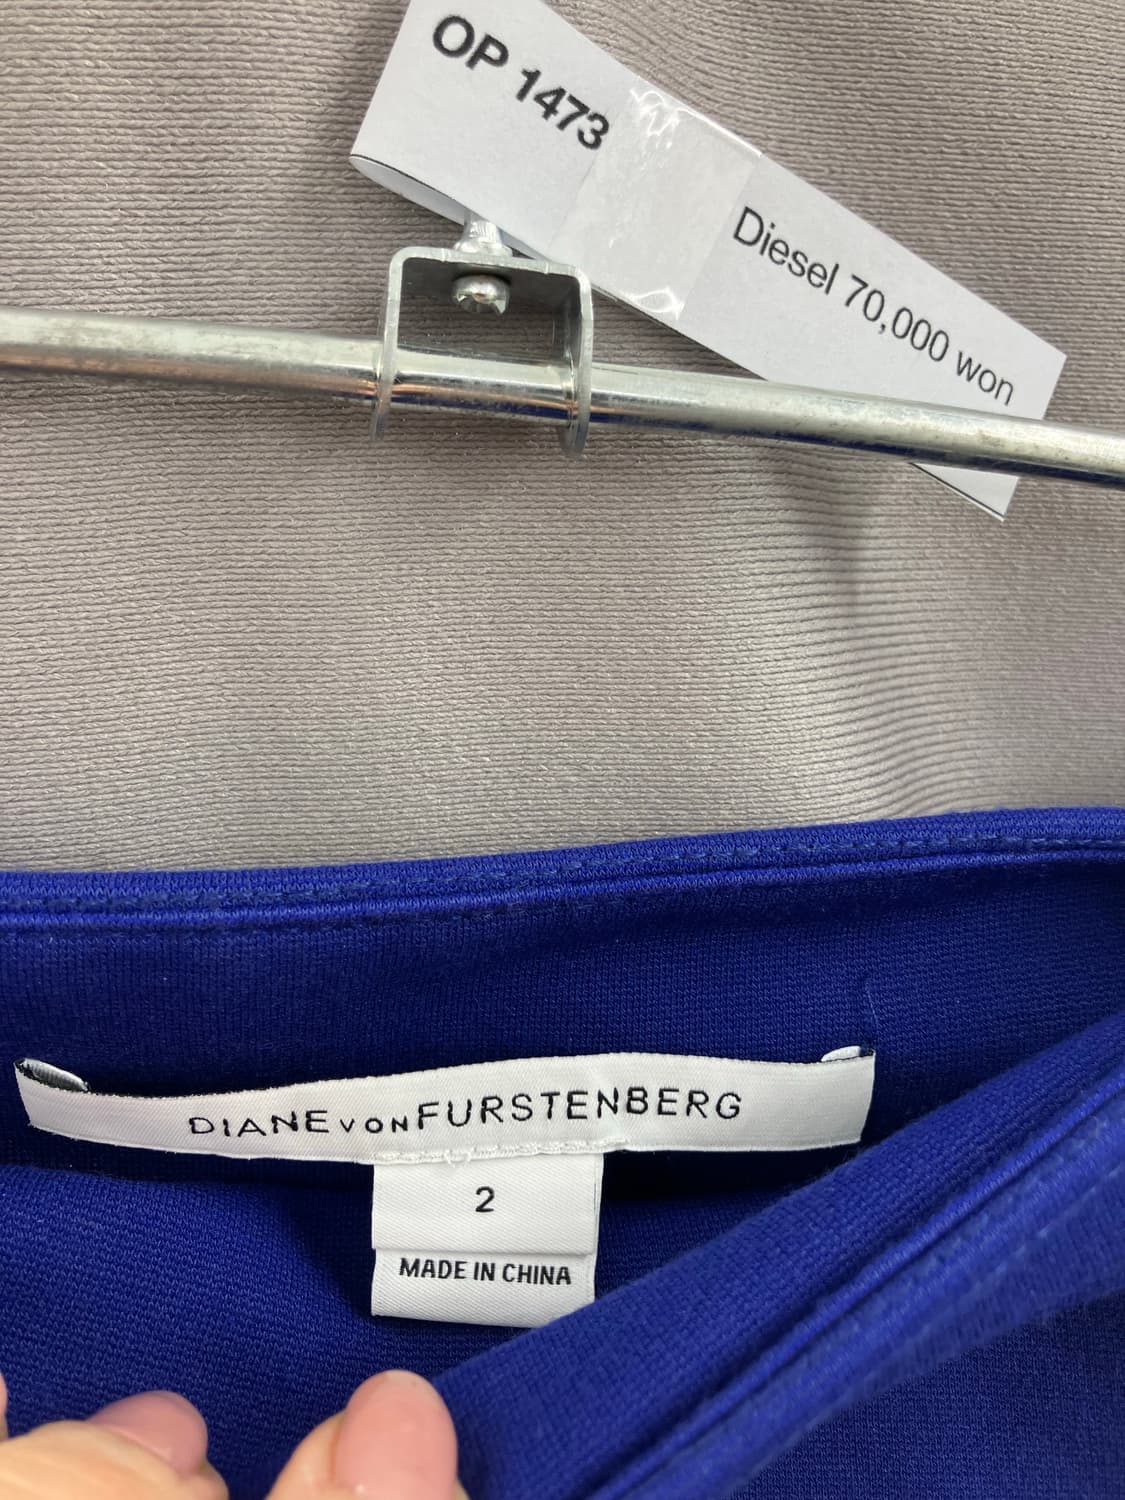 OP 1473
Diesel 70,000 won
DIANE VON FURSTENBERG
2
MADE IN CHINA